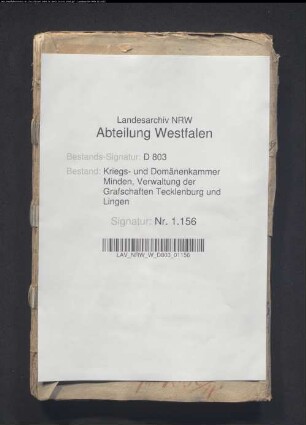 Landesarchiv NRW
Abteilung Westfalen
Bestands-Signatur: D 803
Bestand: Kriegs- und Domänenkammer
Minden, Verwaltung der
Grafschaften Tecklenburg und
Lingen
Signatur: Nr. 1.156
LAV_NRW_W_D803_01156